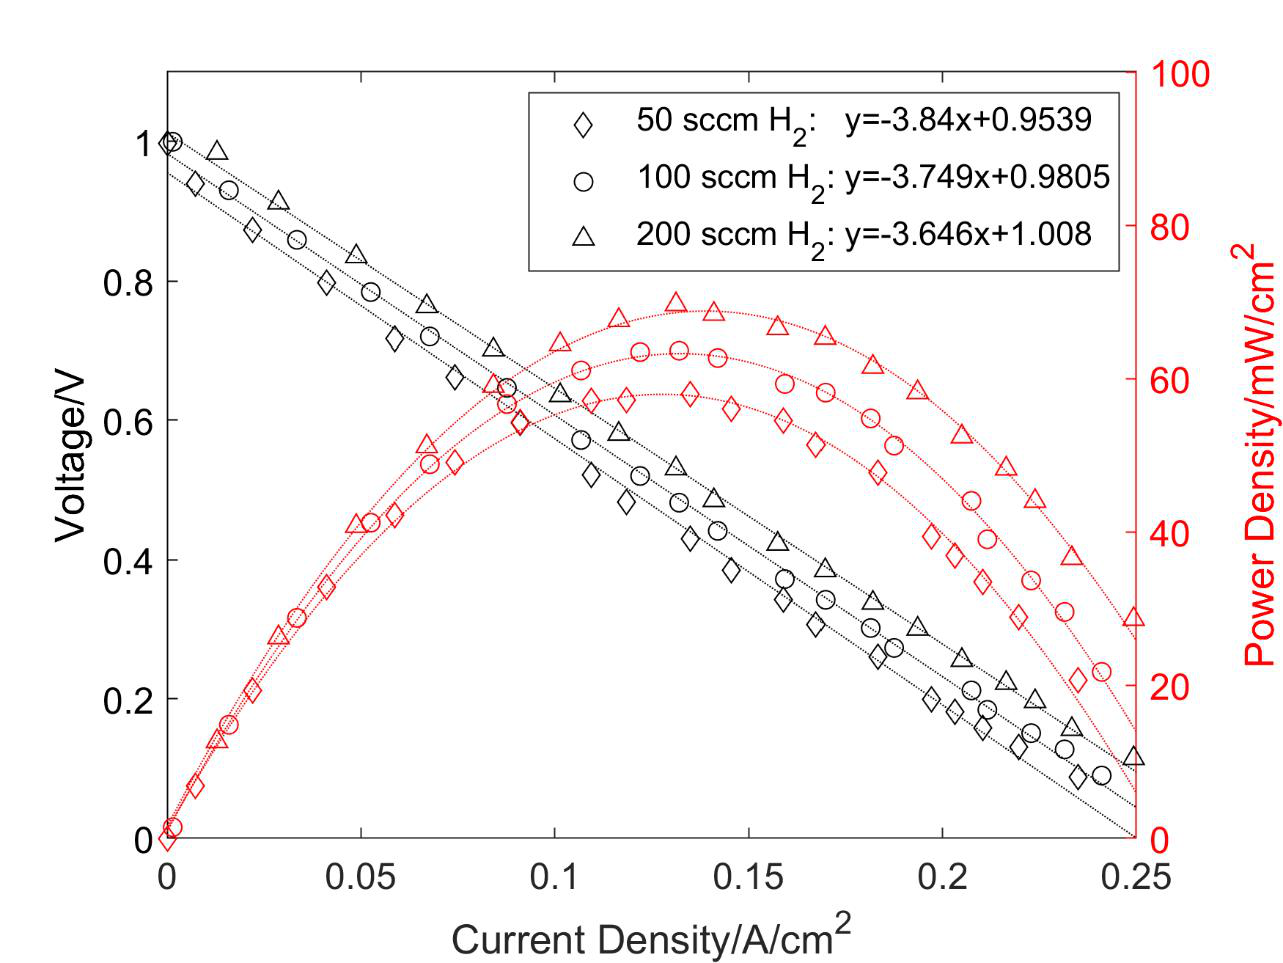 50 sccm H2: y=-3.84x+0.9539
100 sccm H2: y=-3.749x+0.9805
200 sccm H2: y=-3.646x+1.008
Voltage/V
1
0.8
0.6
0.4
0.2
0
100
80
60
40
20
0
Power Density/mW/cm2
0 0.05 0.1 0.15 0.2 0.25
Current Density/A/cm2